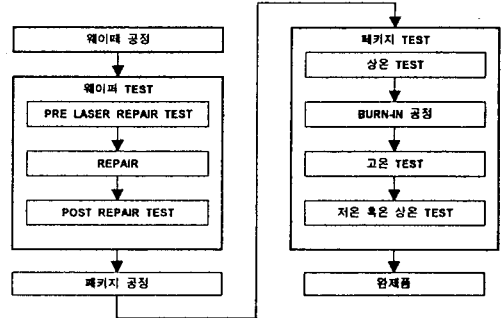 웨이퍼 공정
웨이퍼 TEST
PRE LASER REPAIR TEST
REPAIR
POST REPAIR TEST
패키지 공정
패키지 TEST
상온 TEST
BURN-IN 공정
고온 TEST
저온 혹은 상온 TEST
완제품